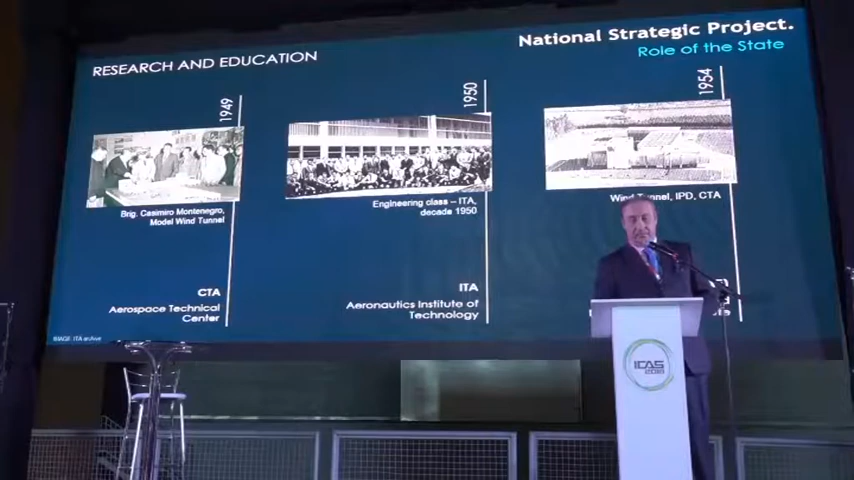 National Strategic Project.
Role of the State
RESEARCH AND EDUCATION
1949
1950
1954
Brig. Casimiro Montenegro,
Model Wind Tunnel
Engineering class – ITA,
decade 1950
Wind Tunnel, IPD, CTA
CTA
Aerospace Technical
Center
ITA
Aeronautics Institute of
Technology
IMAGE: ITA archive
ICAS